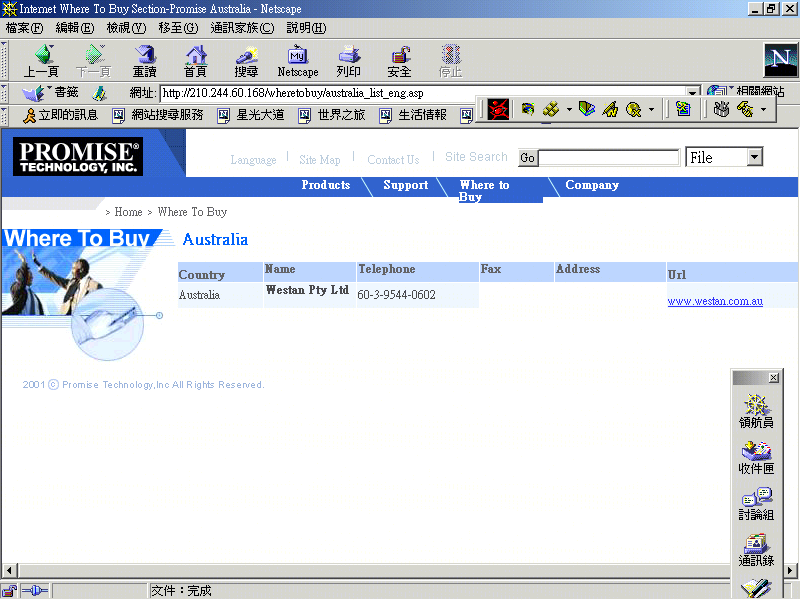 Internet Where To Buy Section-Promise Australia - Netscape
檔案(F) 編輯(E) 檢視(V) 移至(G) 通訊家族(C) 說明(H)
上一頁 下一頁 重讀 首頁 搜尋 Netscape 列印 安全 停止
My
N
書籤 網址: http://210.244.60.168/wheretobuy/australia_list_eng.asp 相關網站
立即的訊息 網站搜尋服務 星光大道 世界之旅 生活情報
PROMISE®
TECHNOLOGY, INC.
Language Site Map Contact Us Site Search Go File
Products Support Where to Buy Company
> Home > Where To Buy
Where To Buy
Australia
Country Name Telephone Fax Address Url
Australia Westan Pty Ltd 60-3-9544-0602 www.westan.com.au
2001 © Promise Technology,Inc All Rights Reserved.
領航員
收件匣
討論組
通訊錄
文件：完成